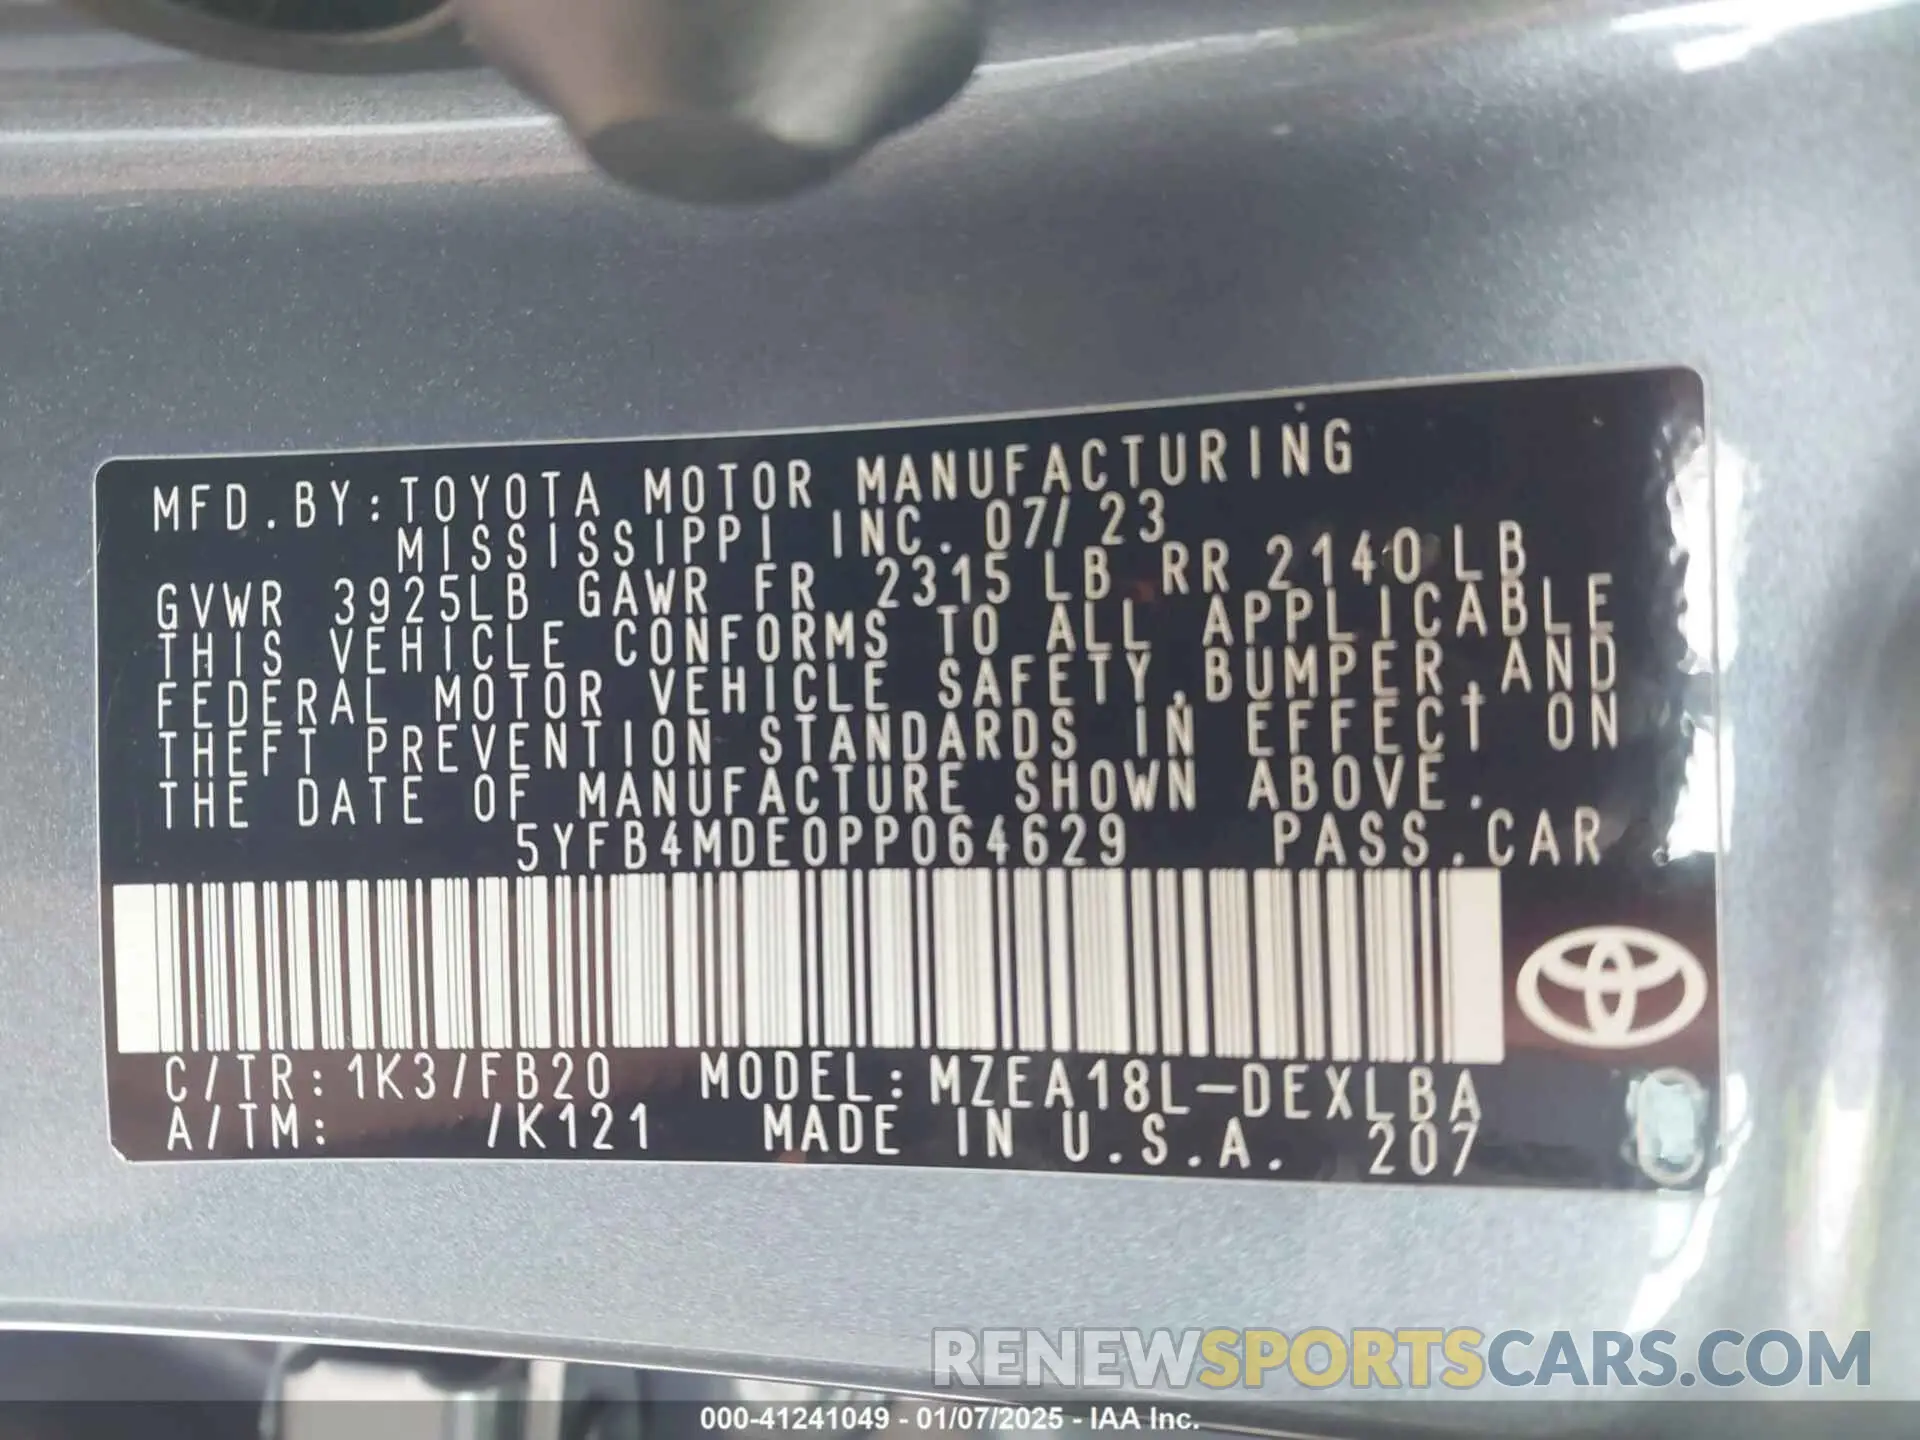 MFD.BY:TOYOTA MOTOR MANUFACTURING
MISSISSIPPI INC. 07/23
GVWR 3925LB GAWR FR 2315 LB RR 2140 LB
THIS VEHICLE CONFORMS TO ALL APPLICABLE
FEDERAL MOTOR VEHICLE SAFETY,BUMPER,AND
THEFT PREVENTION STANDARDS IN EFFECT ON
THE DATE OF MANUFACTURE SHOWN ABOVE.
5YFB4MDE0PP064629 PASS.CAR
C/TR:1K3/FB20 MODEL:MZEA18L-DEXLBA
A/TM: /K121 MADE IN U.S.A. 207
RENEWSPORTSCARS.COM
000-41241049 - 01/07/2025 - IAA Inc.